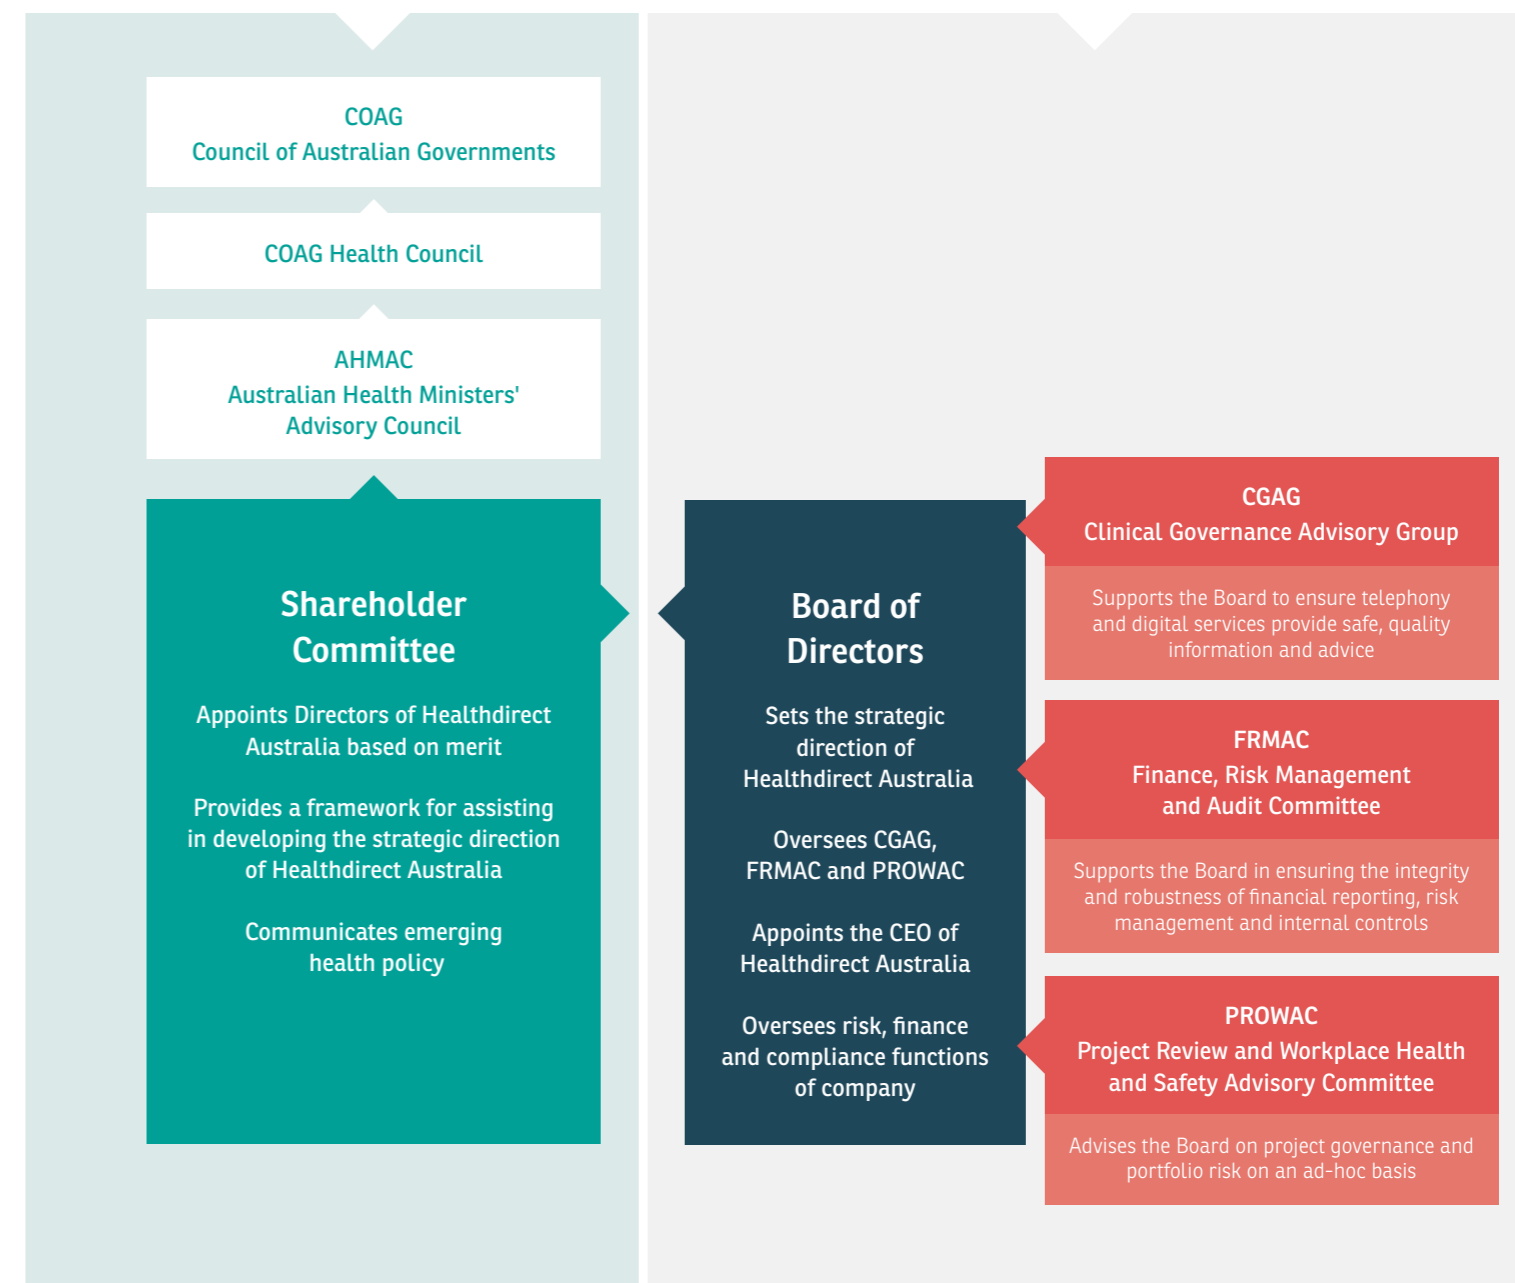 COAG
Council of Australian Governments
COAG Health Council
AHMAC
Australian Health Ministers'
Advisory Council
Shareholder
Committee
Appoints Directors of Healthdirect
Australia based on merit
Provides a framework for assisting
in developing the strategic direction
of Healthdirect Australia
Communicates emerging
health policy
Board of
Directors
Sets the strategic
direction of
Healthdirect Australia
Oversees CGAG,
FRMAC and PROWAC
Appoints the CEO of
Healthdirect Australia
Oversees risk, finance
and compliance functions
of company
CGAG
Clinical Governance Advisory Group
Supports the Board to ensure telephony
and digital services provide safe, quality
information and advice
FRMAC
Finance, Risk Management
and Audit Committee
Supports the Board in ensuring the integrity
and robustness of financial reporting, risk
management and internal controls
PROWAC
Project Review and Workplace Health
and Safety Advisory Committee
Advises the Board on project governance and
portfolio risk on an ad-hoc basis